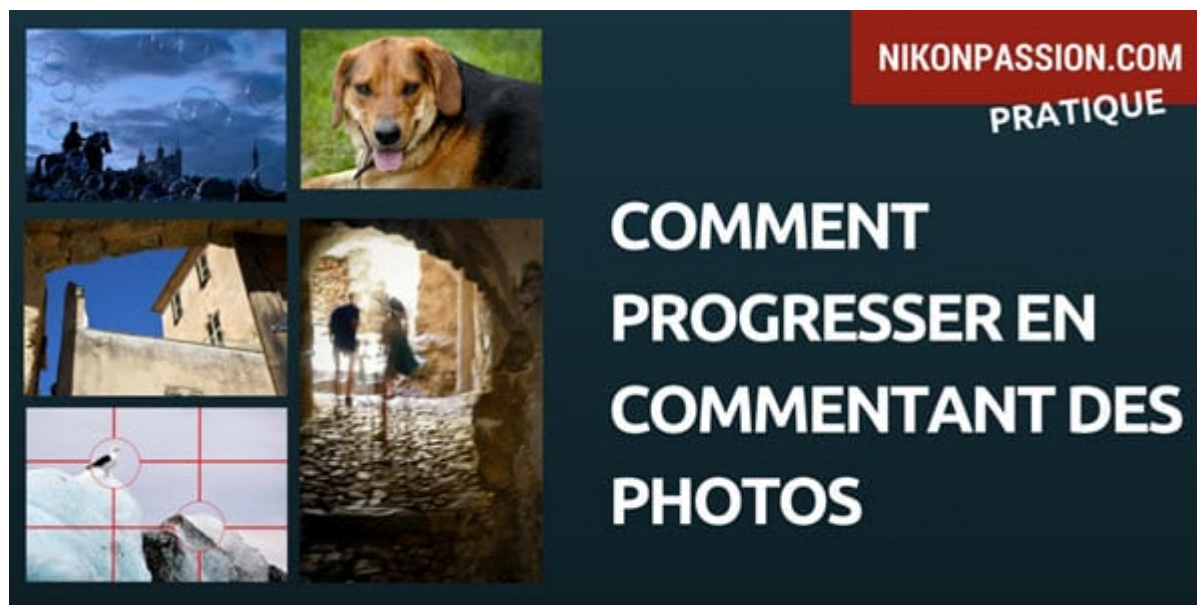 NIKONPASSION.COM
PRATIQUE
COMMENT
PROGRESSER EN
COMMENTANT DES
PHOTOS